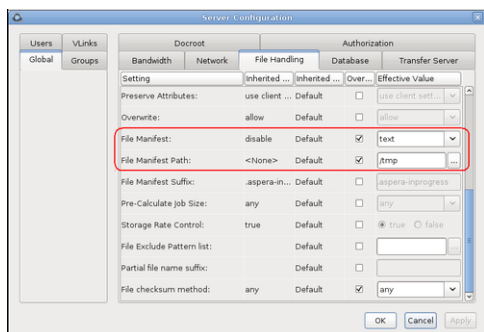 Server Configuration
Users VLinks
Global Groups
Docroot Authorization
Bandwidth Network File Handling Database Transfer Server
Setting Inherited ... Inherited ... Over... Effective Value
Preserve Attributes: use client ... Default use client sett...
Overwrite: allow Default allow
File Manifest: disable Default text
File Manifest Path: <None> Default /tmp ...
File Manifest Suffix: .aspera-in... Default aspera-inprogress
Pre-Calculate Job Size: any Default any
Storage Rate Control: true Default true false
File Exclude Pattern list: Default ...
Partial file name suffix: Default
File checksum method: any Default any
OK Cancel Apply